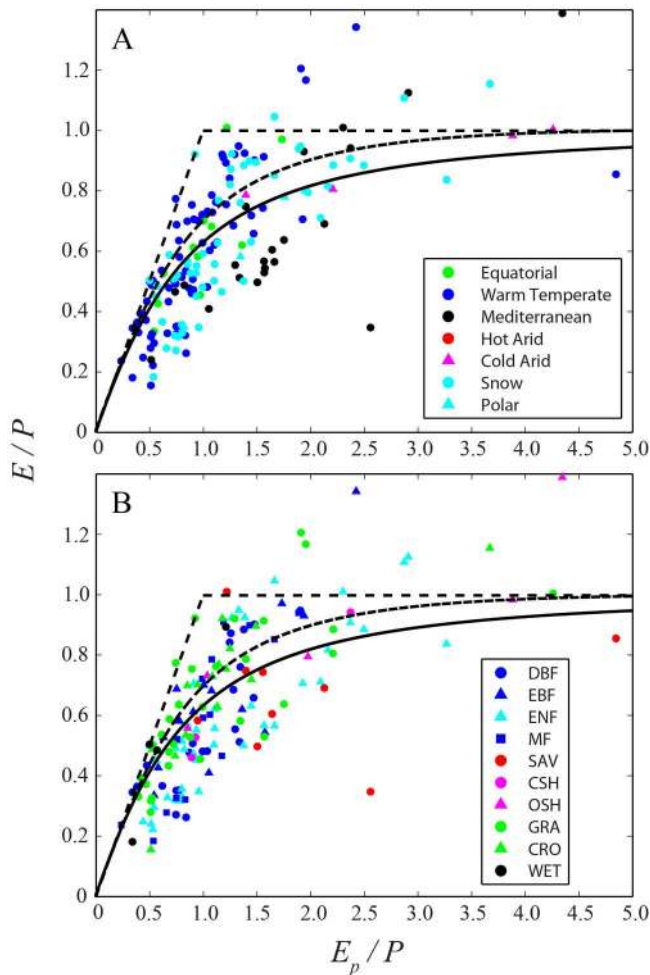 A
1.2
1.0
0.8
0.6
0.4
0.2
0
0 0.5 1.0 1.5 2.0 2.5 3.0 3.5 4.0 4.5 5.0
Equatorial
Warm Temperate
Mediterranean
Hot Arid
Cold Arid
Snow
Polar
E/P
B
1.2
1.0
0.8
0.6
0.4
0.2
0
0 0.5 1.0 1.5 2.0 2.5 3.0 3.5 4.0 4.5 5.0
DBF
EBF
ENF
MF
SAV
CSH
OSH
GRA
CRO
WET
Ep/P